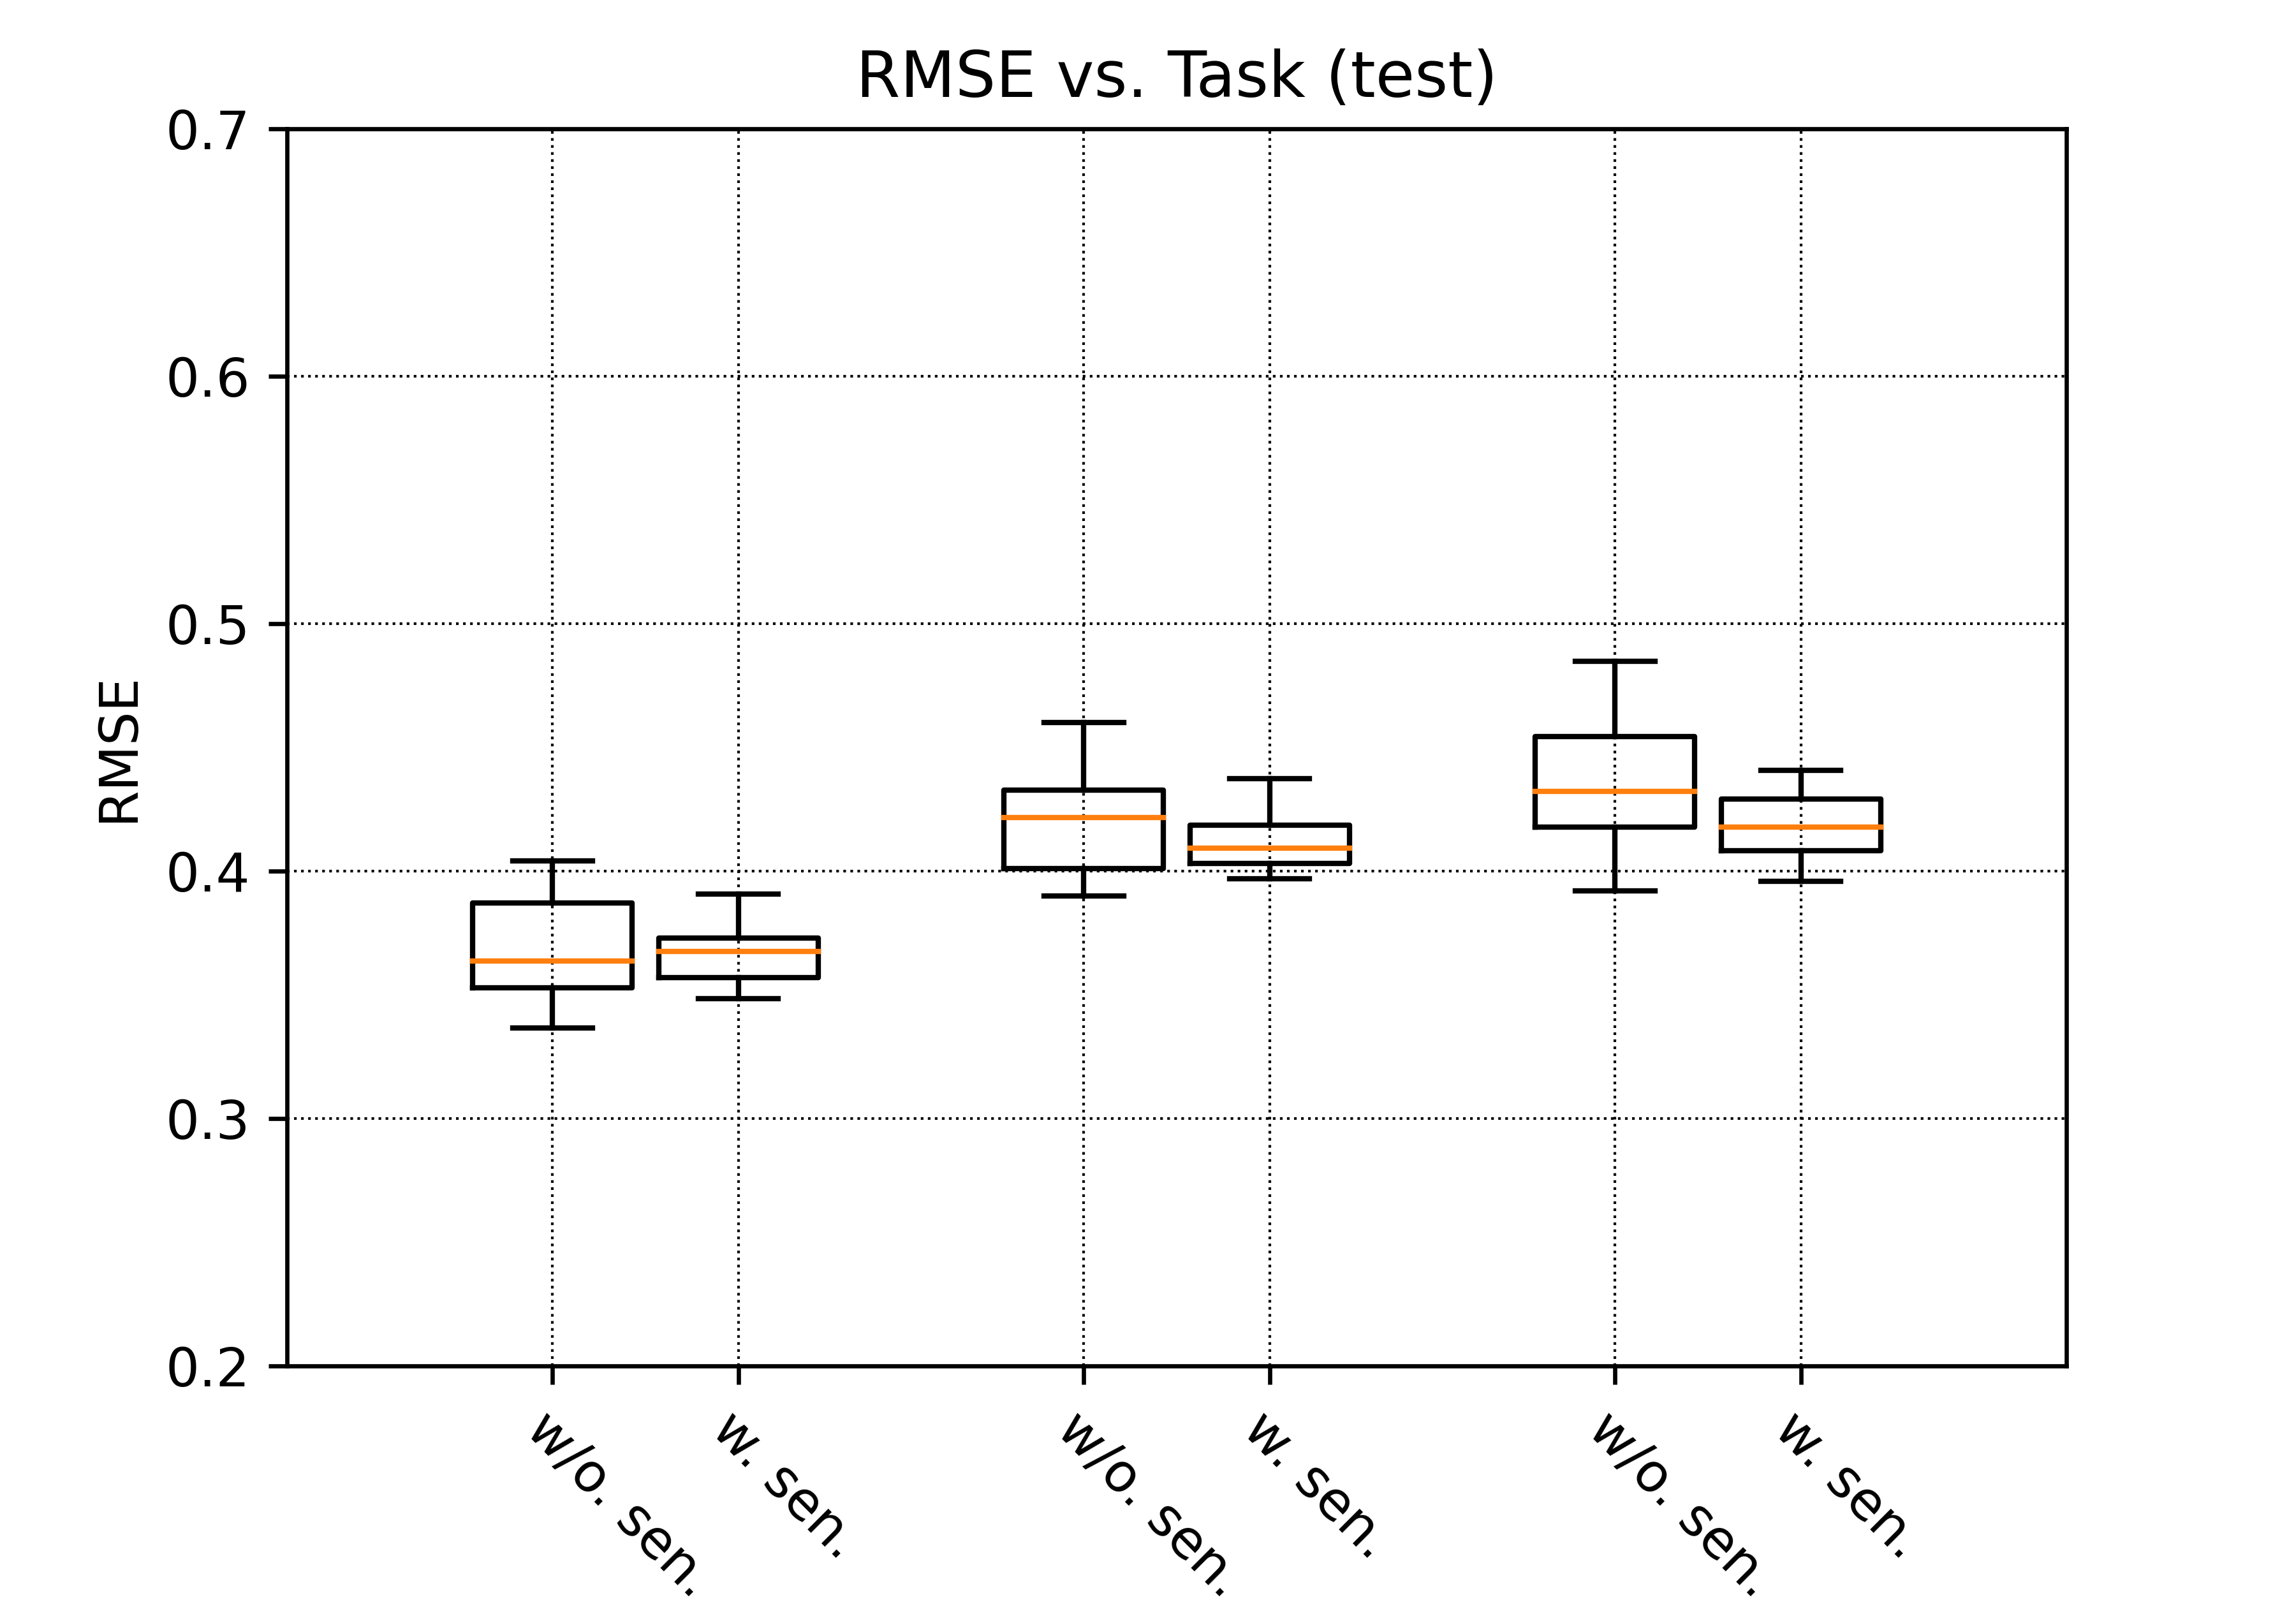 RMSE vs. Task (test)
0.7
0.6
0.5
0.4
0.3
0.2
RMSE
w/o. sen.
w. sen.
w/o. sen.
w. sen.
w/o. sen.
w. sen.